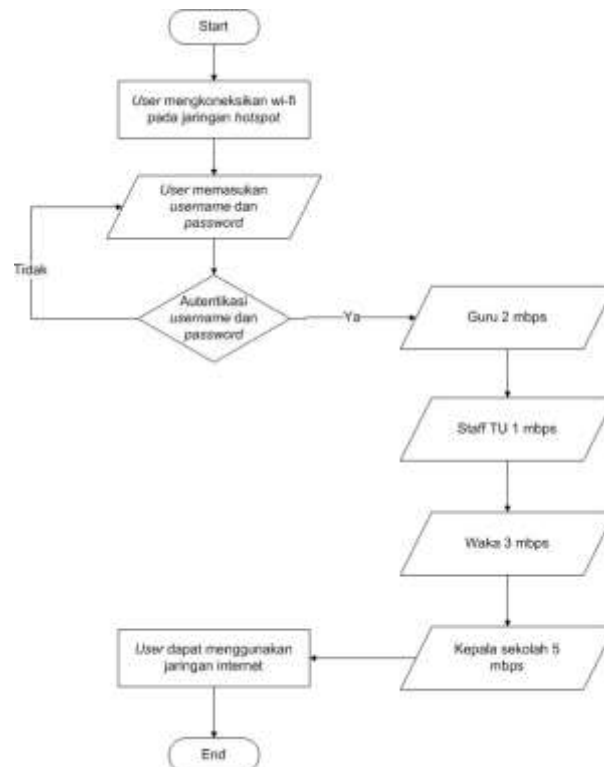 Start
User mengkoneksikan wi-fi
pada jaringan hotspot
User memasukan
username dan
password
Tidak
Autentikasi
username dan
password
Ya
Guru 2 mbps
Staff TU 1 mbps
Waka 3 mbps
Kepala sekolah 5
mbps
User dapat menggunakan
jaringan internet
End